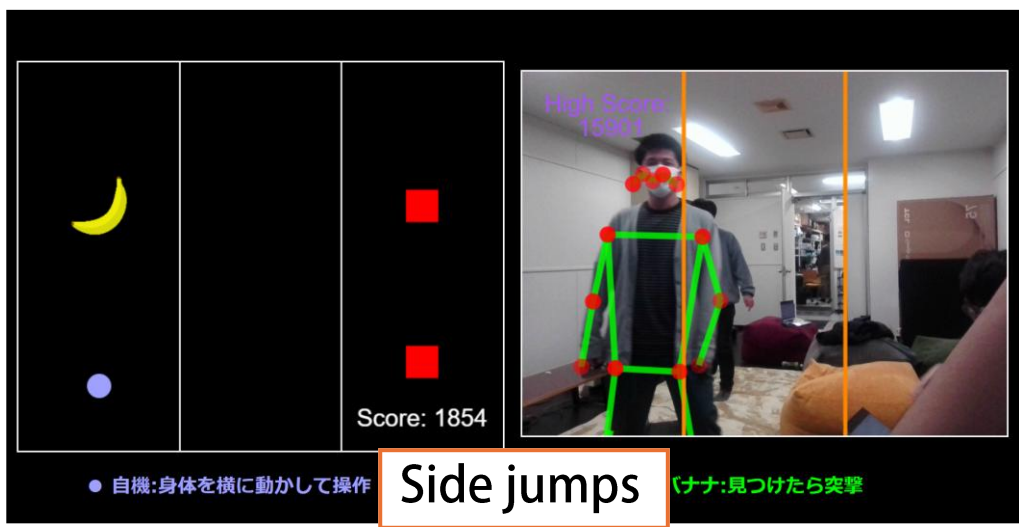 High Score:
15901
Score: 1854
● 自機:身体を横に動かして操作
バナナ:見つけたら突撃
Side jumps